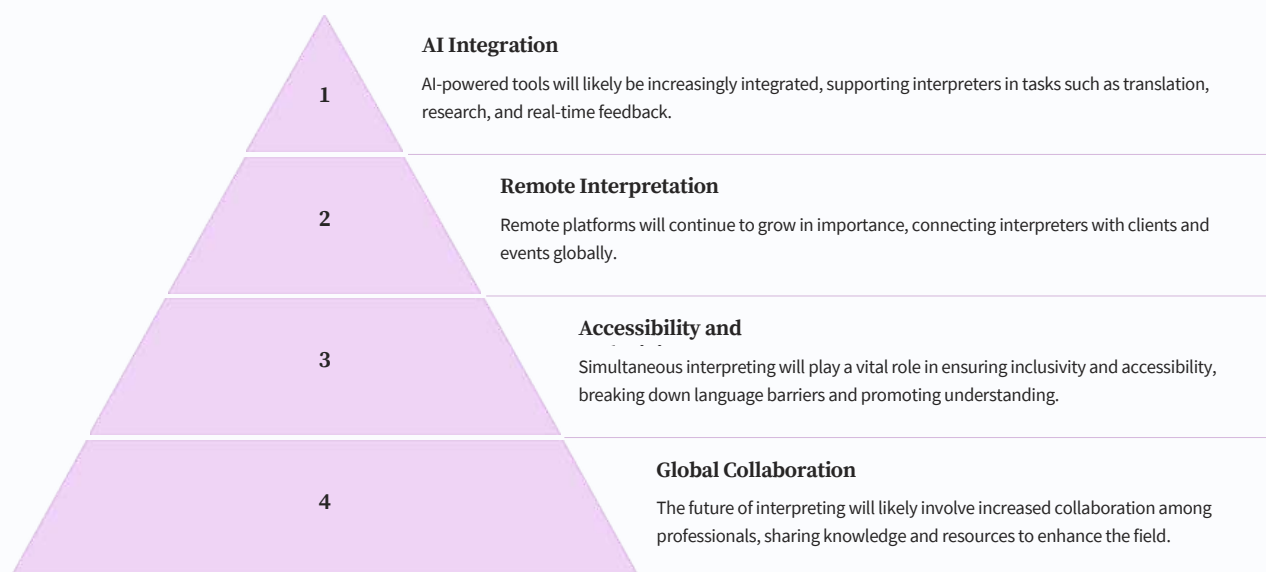 1
AI Integration
AI-powered tools will likely be increasingly integrated, supporting interpreters in tasks such as translation,
research, and real-time feedback.
2
Remote Interpretation
Remote platforms will continue to grow in importance, connecting interpreters with clients and
events globally.
3
Accessibility and
Simultaneous interpreting will play a vital role in ensuring inclusivity and accessibility,
breaking down language barriers and promoting understanding.
4
Global Collaboration
The future of interpreting will likely involve increased collaboration among
professionals, sharing knowledge and resources to enhance the field.